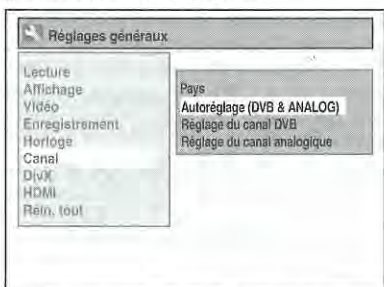 Réglages généraux
Lecture
Affichage
Vidéo
Enregistrement
Horloge
Canal
DivX
HDMI
Réin. tout
Pays
Autoréglage (DVB & ANALOG)
Réglage du canal DVB
Réglage du canal analogique